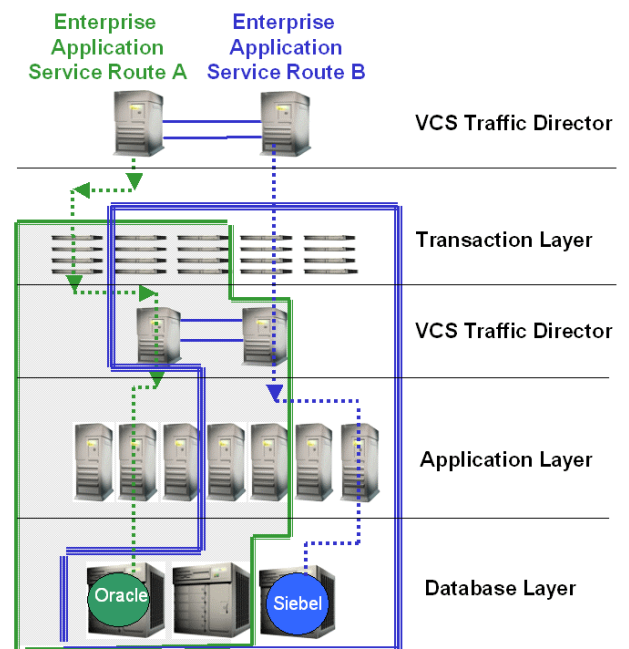 Enterprise
Application
Service Route A
Enterprise
Application
Service Route B
VCS Traffic Director
Transaction Layer
VCS Traffic Director
Application Layer
Oracle
Siebel
Database Layer